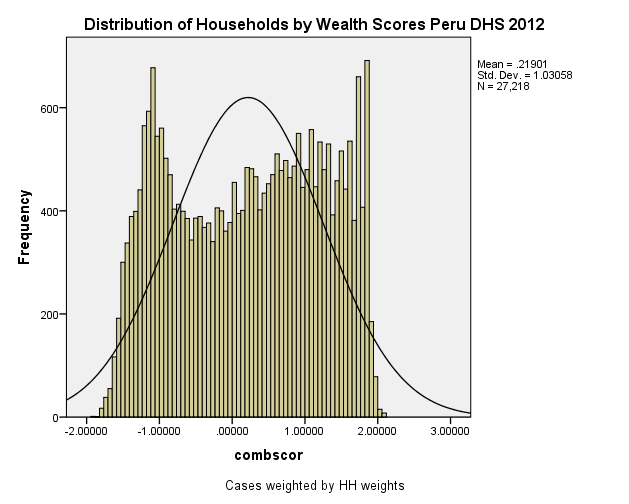 Distribution of Households by Wealth Scores Peru DHS 2012
Mean = .21901
Std. Dev. = 1.03058
N = 27,218
Frequency
600
400
200
0
-2.00000 -1.00000 .00000 1.00000 2.00000 3.00000
combscor
Cases weighted by HH weights